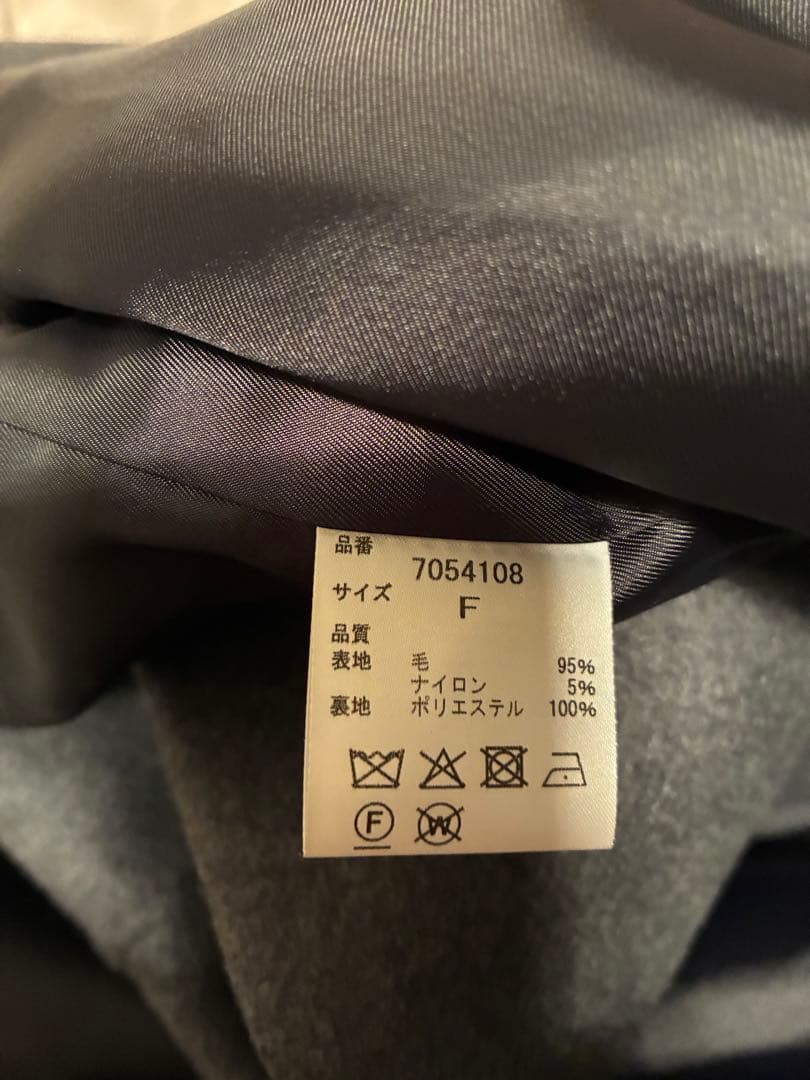 品番 7054108
サイズ F
品質
表地 毛 95%
ナイロン 5%
裏地 ポリエステル 100%
F W